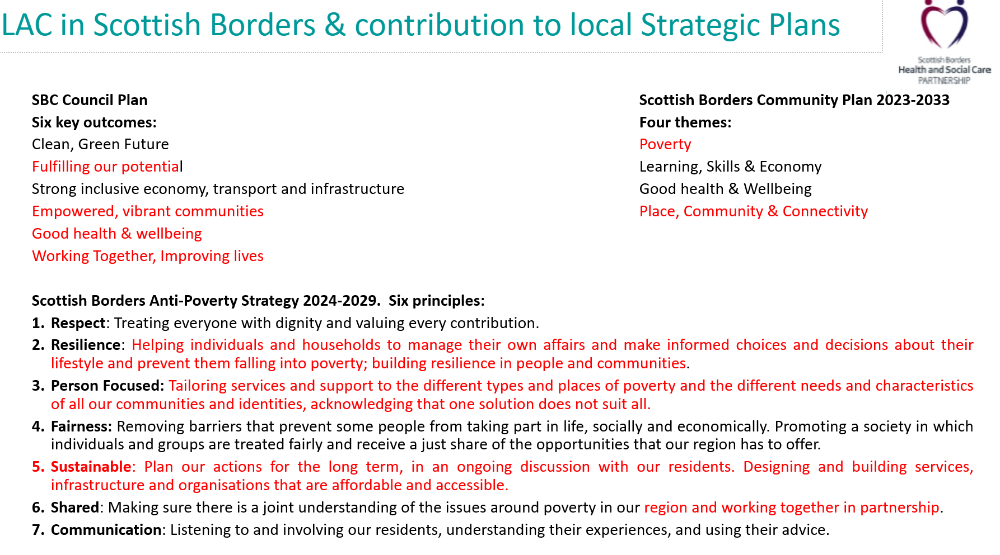 LAC in Scottish Borders & contribution to local Strategic Plans
Scottish Borders
Health and Social Care
PARTNERSHIP
SBC Council Plan
Six key outcomes:
Clean, Green Future
Fulfilling our potential
Strong inclusive economy, transport and infrastructure
Empowered, vibrant communities
Good health & wellbeing
Working Together, Improving lives
Scottish Borders Community Plan 2023-2033
Four themes:
Poverty
Learning, Skills & Economy
Good health & Wellbeing
Place, Community & Connectivity
Scottish Borders Anti-Poverty Strategy 2024-2029.  Six principles:
1. Respect: Treating everyone with dignity and valuing every contribution.
2. Resilience: Helping individuals and households to manage their own affairs and make informed choices and decisions about their
lifestyle and prevent them falling into poverty; building resilience in people and communities.
3. Person Focused: Tailoring services and support to the different types and places of poverty and the different needs and characteristics
of all our communities and identities, acknowledging that one solution does not suit all.
4. Fairness: Removing barriers that prevent some people from taking part in life, socially and economically. Promoting a society in which
individuals and groups are treated fairly and receive a just share of the opportunities that our region has to offer.
5. Sustainable: Plan our actions for the long term, in an ongoing discussion with our residents. Designing and building services,
infrastructure and organisations that are affordable and accessible.
6. Shared: Making sure there is a joint understanding of the issues around poverty in our region and working together in partnership.
7. Communication: Listening to and involving our residents, understanding their experiences, and using their advice.